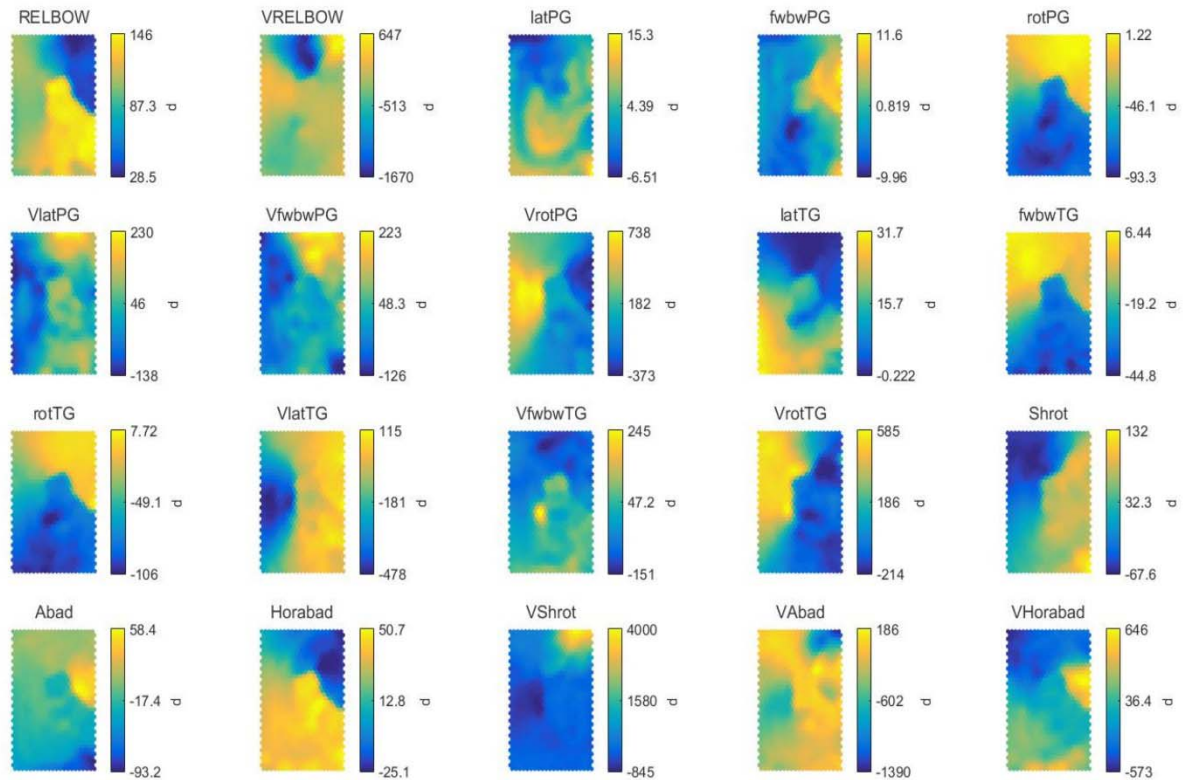 RELBOW VRELBOW latPG fwbwPG rotPG
146 647 15.3 11.6 1.22
87.3 d -513 d 4.39 d 0.819 d -46.1 d
28.5 -1670 -6.51 -9.96 -93.3
VlatPG VfwbwPG VrotPG latTG fwbwTG
230 223 738 31.7 6.44
46 d 48.3 d 182 d 15.7 d -19.2 d
-138 -126 -373 -0.222 -44.8
rotTG VlatTG VfwbwTG VrotTG Shrot
7.72 115 245 585 132
-49.1 d -181 d 47.2 d 186 d 32.3 d
-106 -478 -151 -214 -67.6
Abad Horabad VShrot VAbad VHorabad
58.4 50.7 4000 186 646
-17.4 d 12.8 d 1580 d -602 d 36.4 d
-93.2 -25.1 -845 -1390 -573